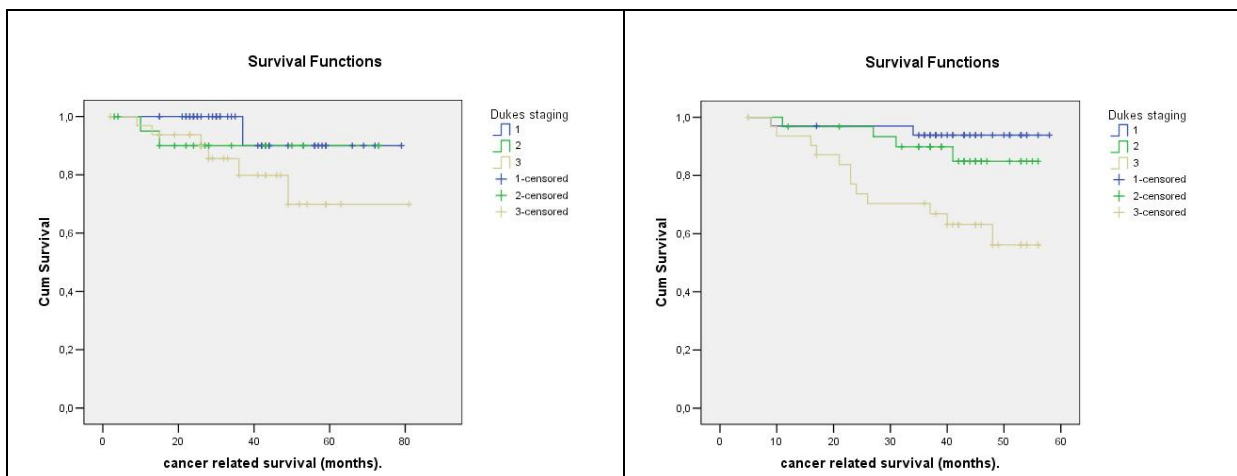 Survival Functions
Dukes staging
1
2
3
1-censored
2-censored
3-censored
1,0
0,8
0,6
0,4
0,2
0,0
Cum Survival
0
20
40
60
80
cancer related survival (months).
Survival Functions
Dukes staging
1
2
3
1-censored
2-censored
3-censored
1,0
0,8
0,6
0,4
0,2
0,0
Cum Survival
0
10
20
30
40
50
60
cancer related survival (months).